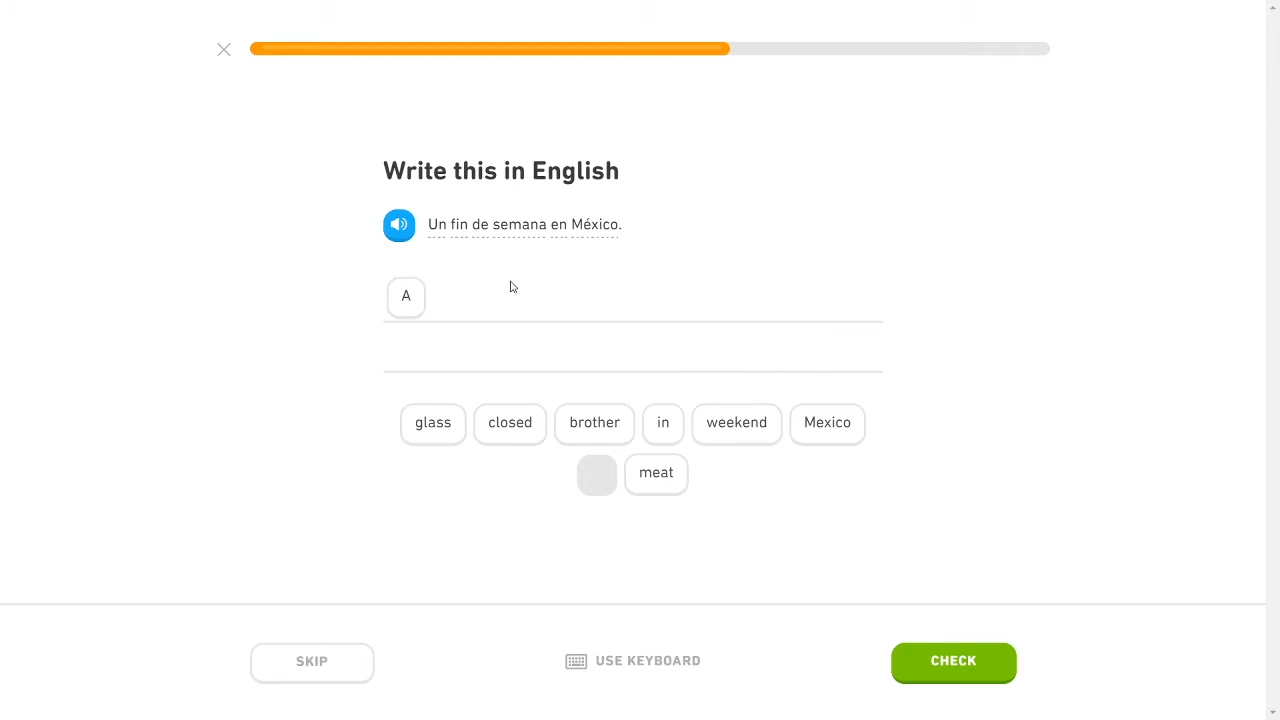 Write this in English
Un fin de semana en México.
A
glass closed brother in weekend Mexico
meat
SKIP USE KEYBOARD CHECK